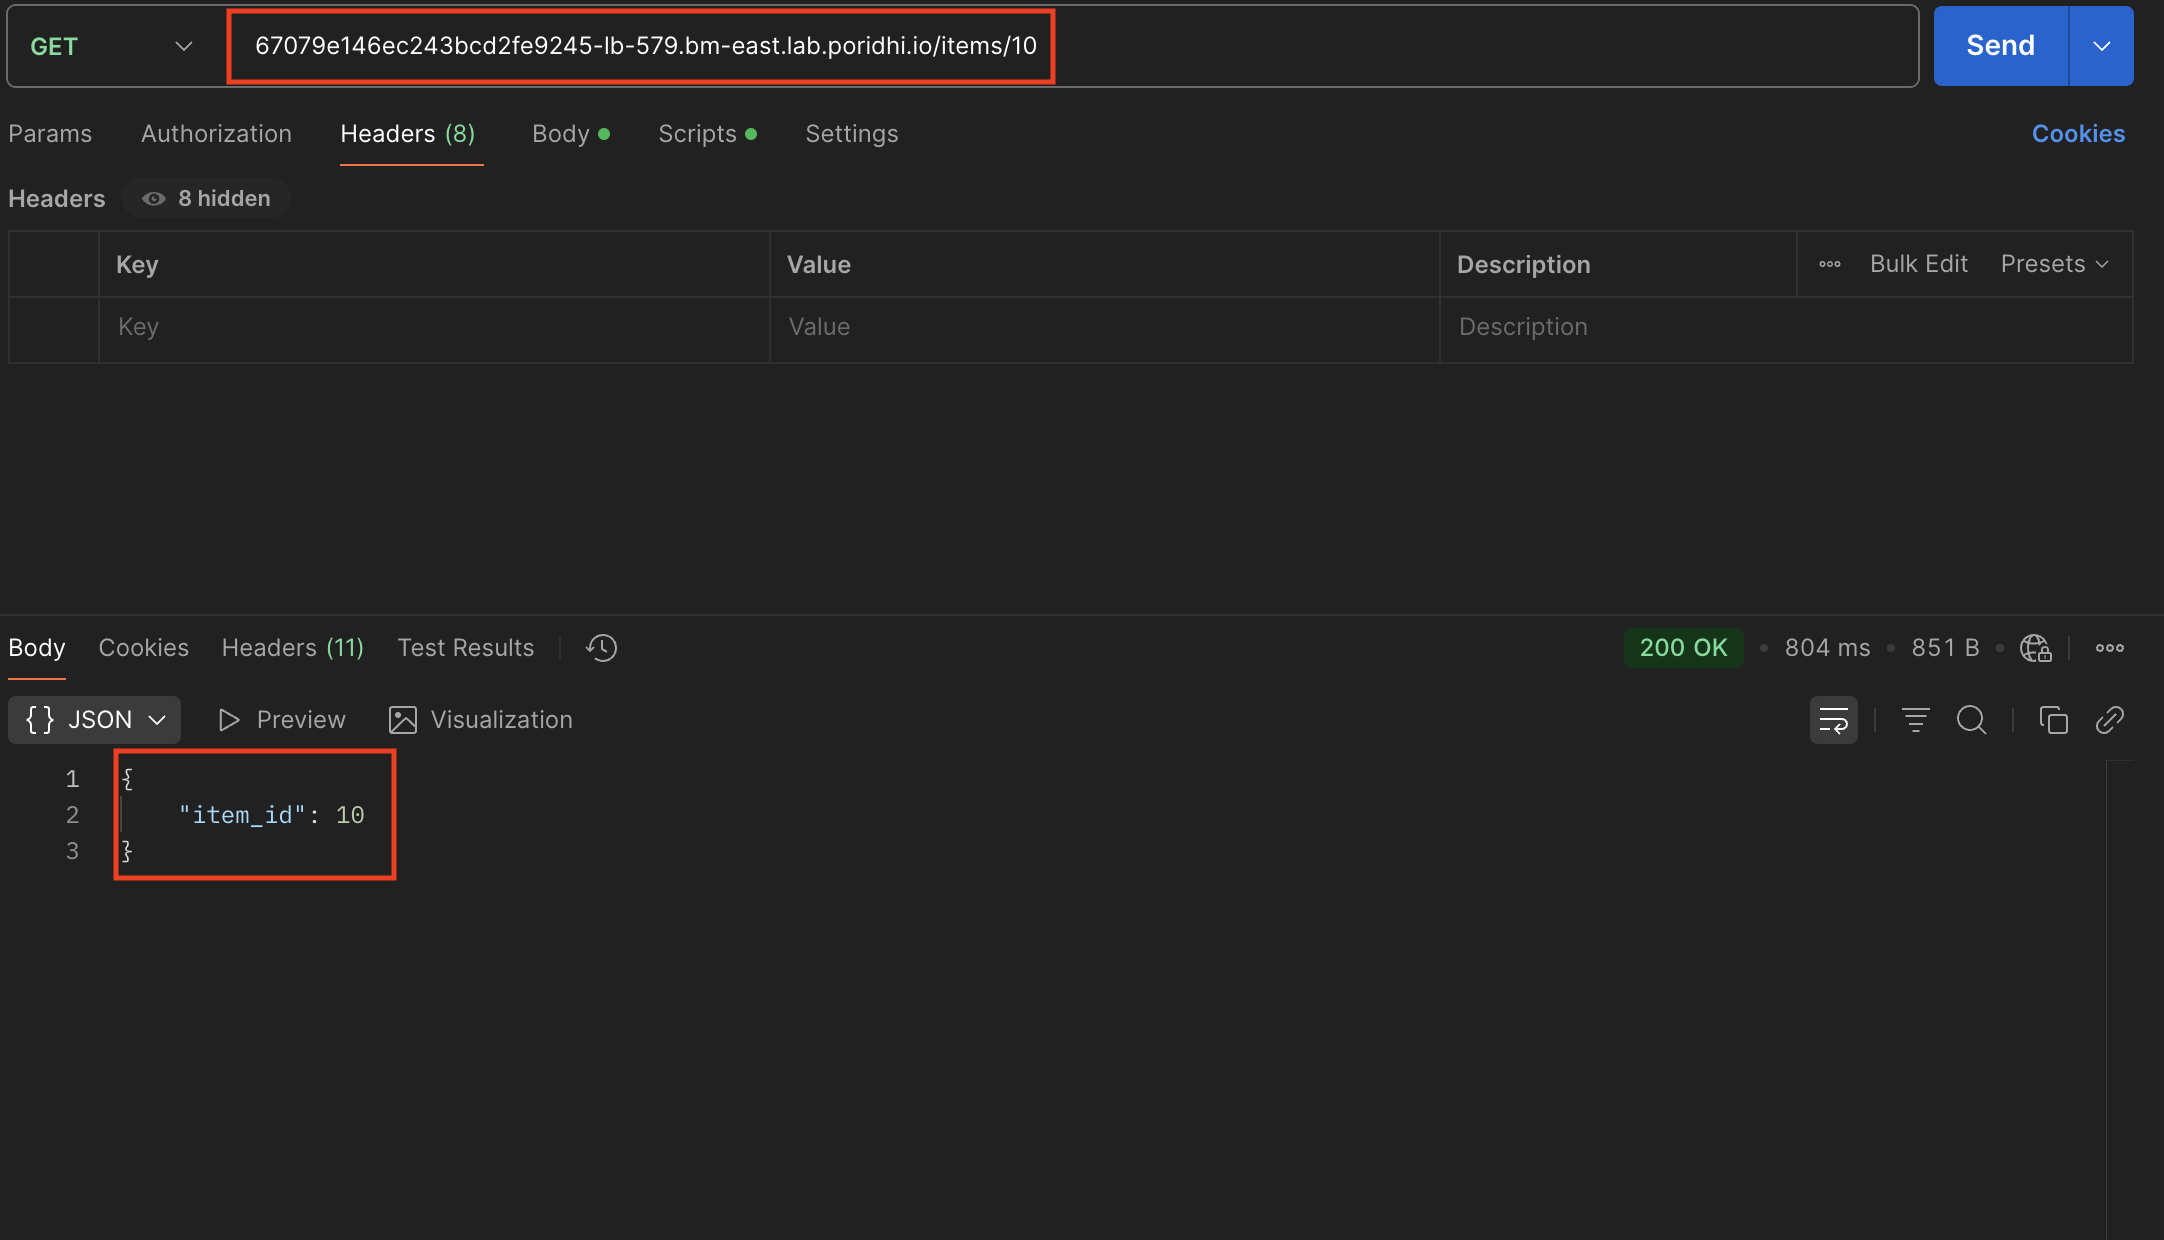 GET 67079e146ec243bcd2fe9245-lb-579.bm-east.lab.poridhi.io/items/10 Send
Params Authorization Headers (8) Body Scripts Settings Cookies
Headers 8 hidden
Key Value Description Bulk Edit Presets
Key Value Description
Body Cookies Headers (11) Test Results 200 OK 804 ms 851 B
{} JSON Preview Visualization
1 {
2 "item_id": 10
3 }